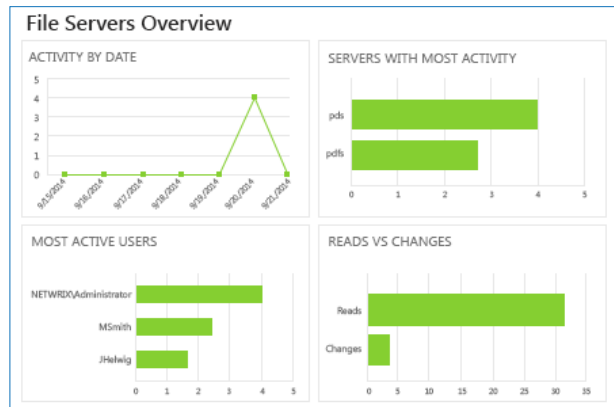 File Servers Overview
ACTIVITY BY DATE
5
4
3
2
1
0
9/15/2014
9/16/2014
9/17/2014
9/18/2014
9/19/2014
9/20/2014
9/21/2014
SERVERS WITH MOST ACTIVITY
pds
pdfs
0 1 2 3 4 5
MOST ACTIVE USERS
NETWRIX\Administrator
MSmith
JHelwig
0 1 2 3 4 5
READS VS CHANGES
Reads
Changes
0 5 10 15 20 25 30 35